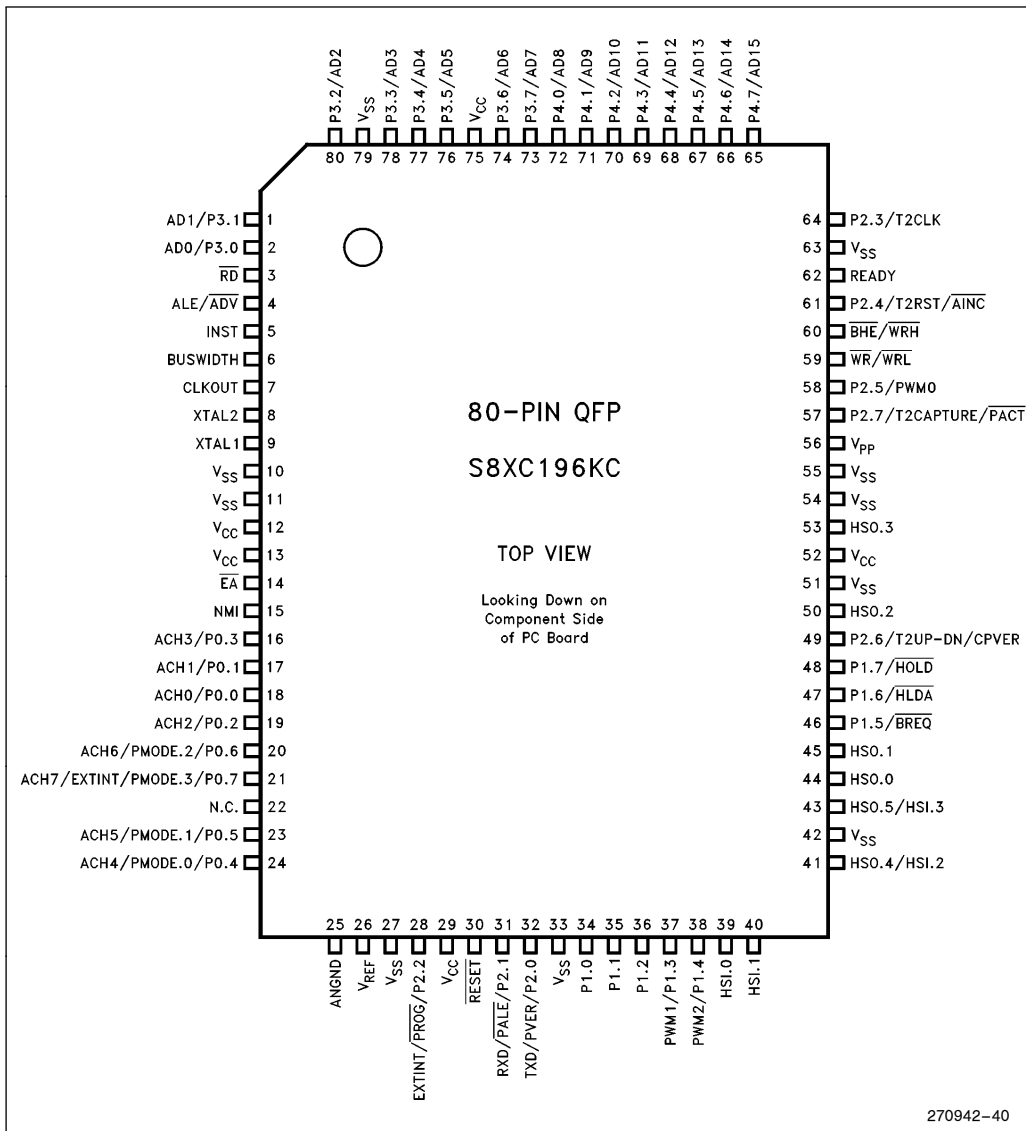 P3.2/AD2
VSS
P3.3/AD3
P3.4/AD4
P3.5/AD5
VCC
P3.6/AD6
P3.7/AD7
P4.0/AD8
P4.1/AD9
P4.2/AD10
P4.3/AD11
P4.4/AD12
P4.5/AD13
P4.6/AD14
P4.7/AD15
80 79 78 77 76 75 74 73 72 71 70 69 68 67 66 65
AD1/P3.1 1
AD0/P3.0 2
RD 3
ALE/ADV 4
INST 5
BUSWIDTH 6
CLKOUT 7
XTAL2 8
XTAL1 9
VSS 10
VSS 11
VCC 12
VCC 13
EA 14
NMI 15
ACH3/P0.3 16
ACH1/P0.1 17
ACH0/P0.0 18
ACH2/P0.2 19
ACH6/PMODE.2/P0.6 20
ACH7/EXTINT/PMODE.3/P0.7 21
N.C. 22
ACH5/PMODE.1/P0.5 23
ACH4/PMODE.0/P0.4 24
80-PIN QFP
S8XC196KC
TOP VIEW
Looking Down on
Component Side
of PC Board
64 P2.3/T2CLK
63 VSS
62 READY
61 P2.4/T2RST/AINC
60 BHE/WRH
59 WR/WRL
58 P2.5/PWM0
57 P2.7/T2CAPTURE/PACT
56 VPP
55 VSS
54 VSS
53 HSO.3
52 VCC
51 VSS
50 HSO.2
49 P2.6/T2UP-DN/CPVER
48 P1.7/HOLD
47 P1.6/HLDA
46 P1.5/BREQ
45 HSO.1
44 HSO.0
43 HSO.5/HSI.3
42 VSS
41 HSO.4/HSI.2
25 26 27 28 29 30 31 32 33 34 35 36 37 38 39 40
ANGND
VREF
VSS
EXTINT/PROG/P2.2
VCC
RESET
RXD/PALE/P2.1
TXD/PVER/P2.0
VSS
P1.0
P1.1
P1.2
PWM1/P1.3
PWM2/P1.4
HSI.0
HSI.1
270942-40